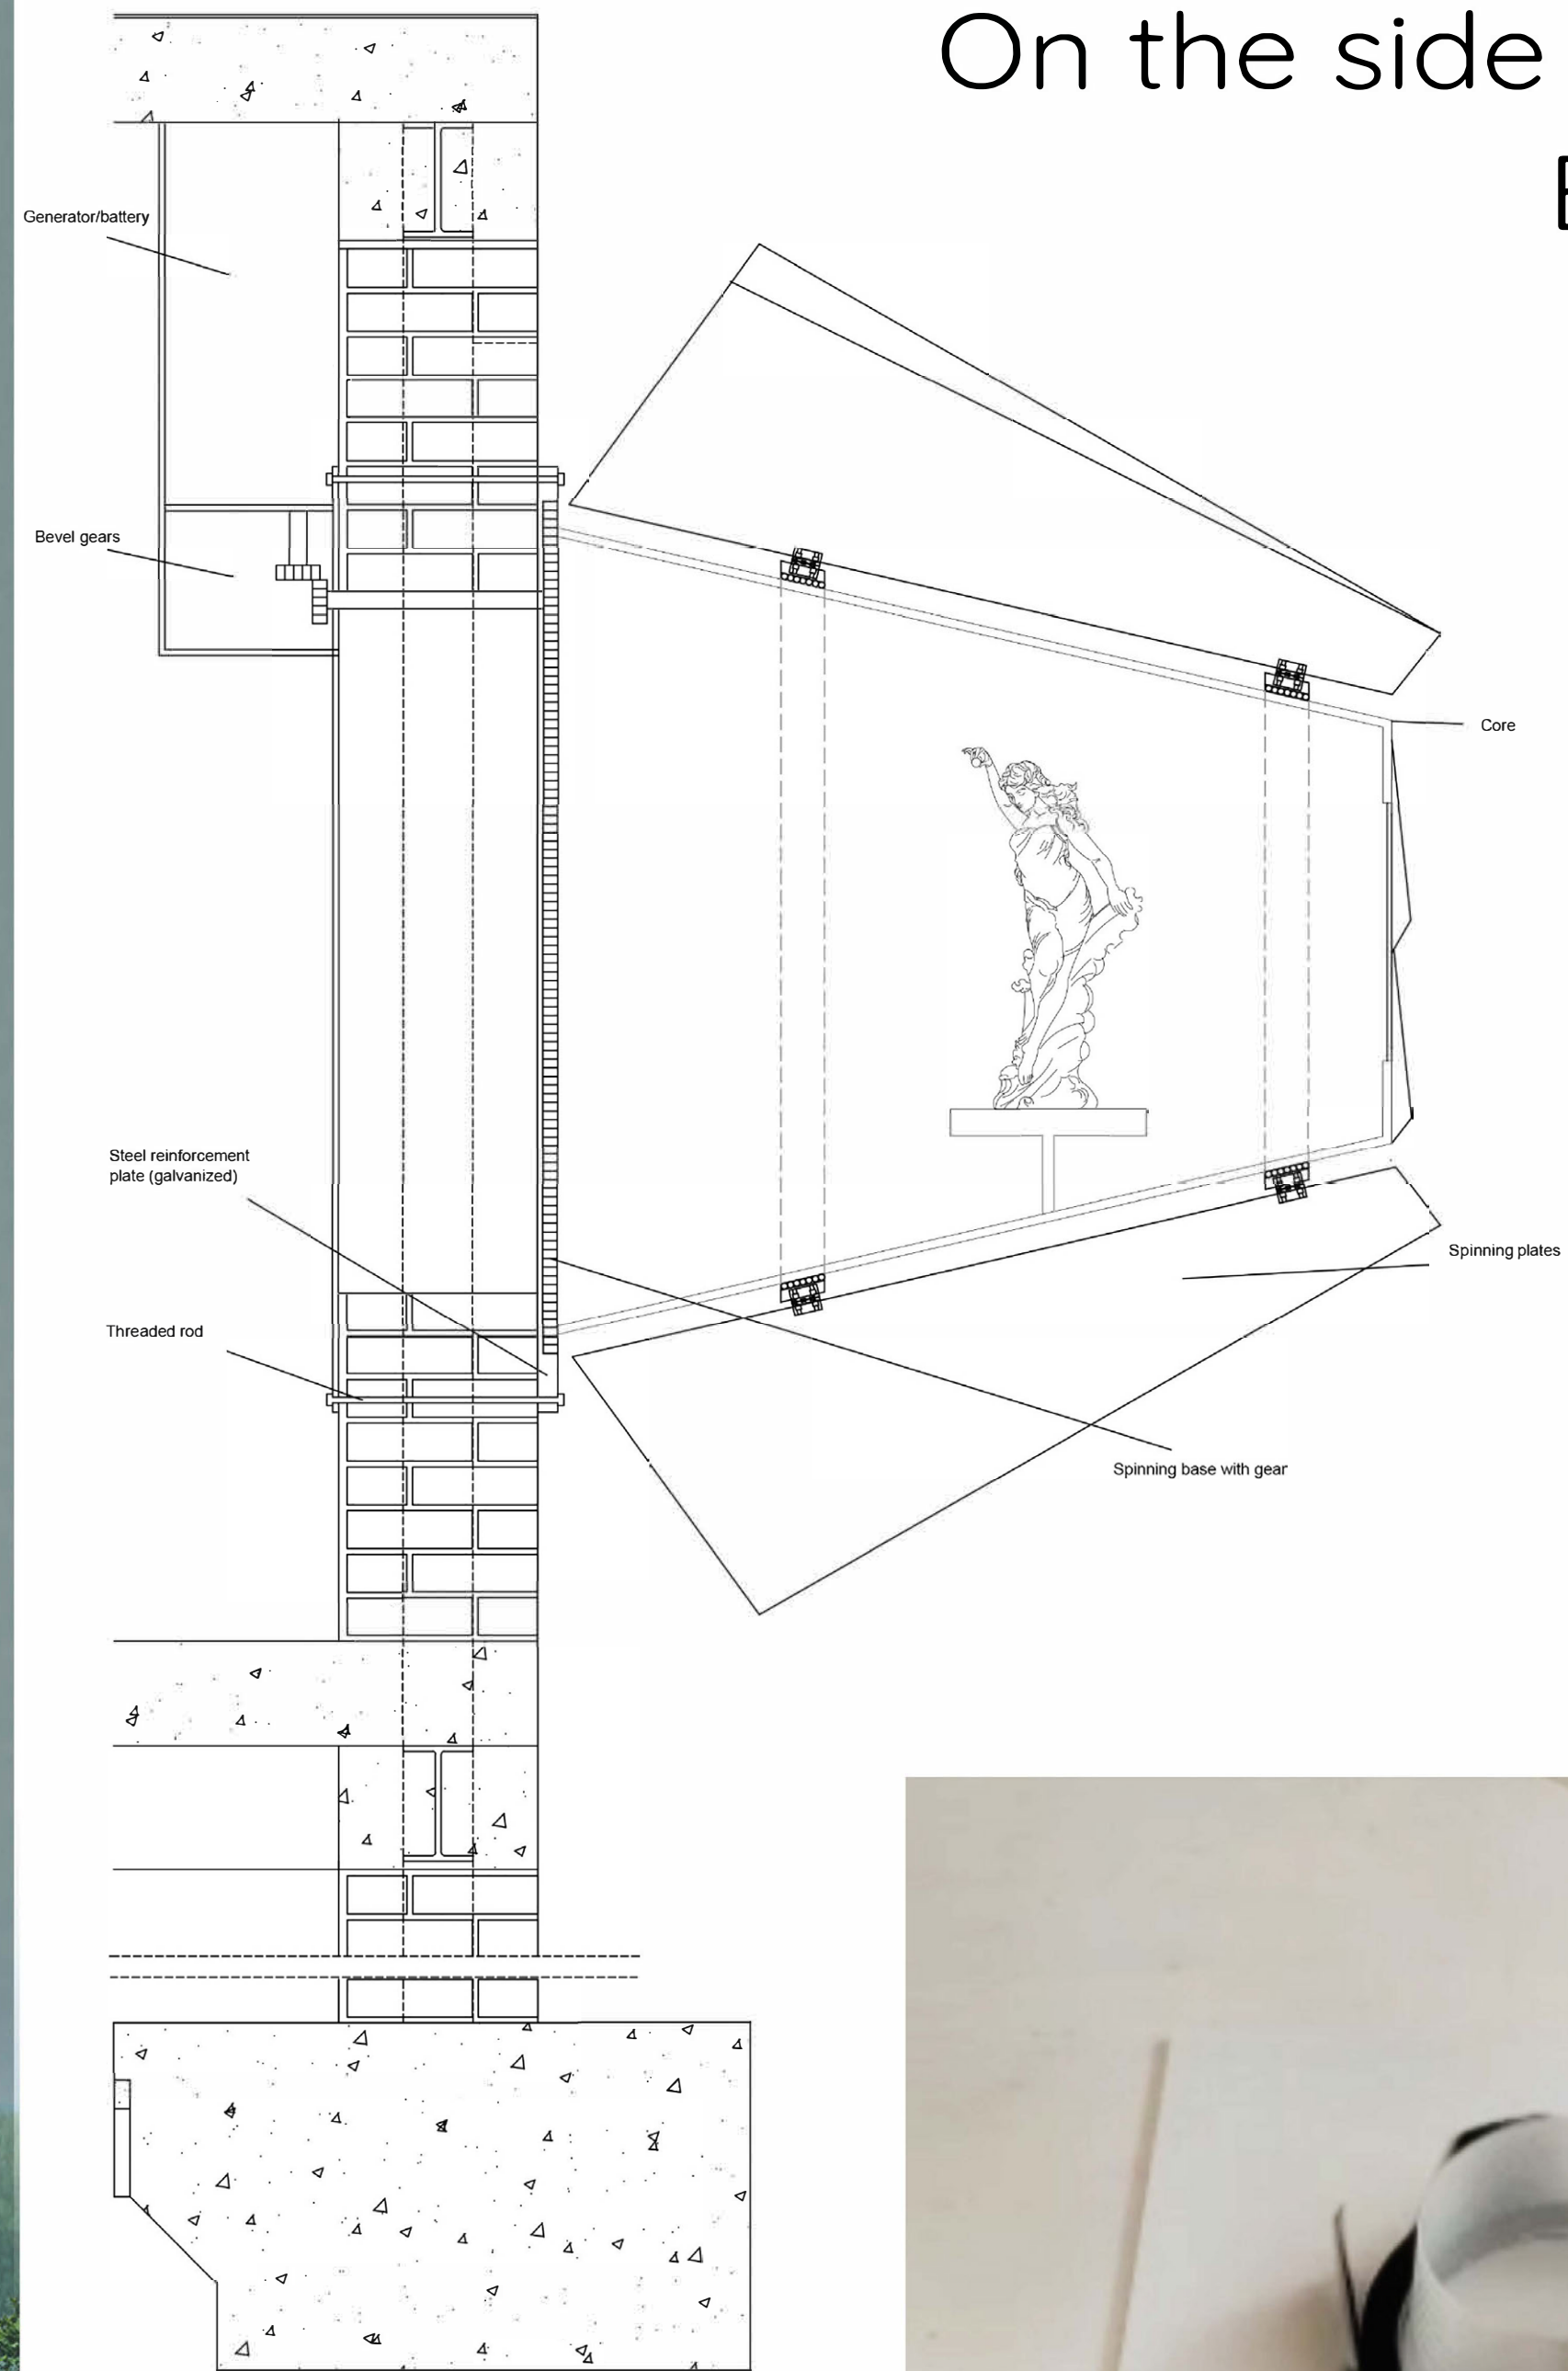 On the side
Generator/battery
Bevel gears
Core
Steel reinforcement
plate (galvanized)
Spinning plates
Threaded rod
Spinning base with gear